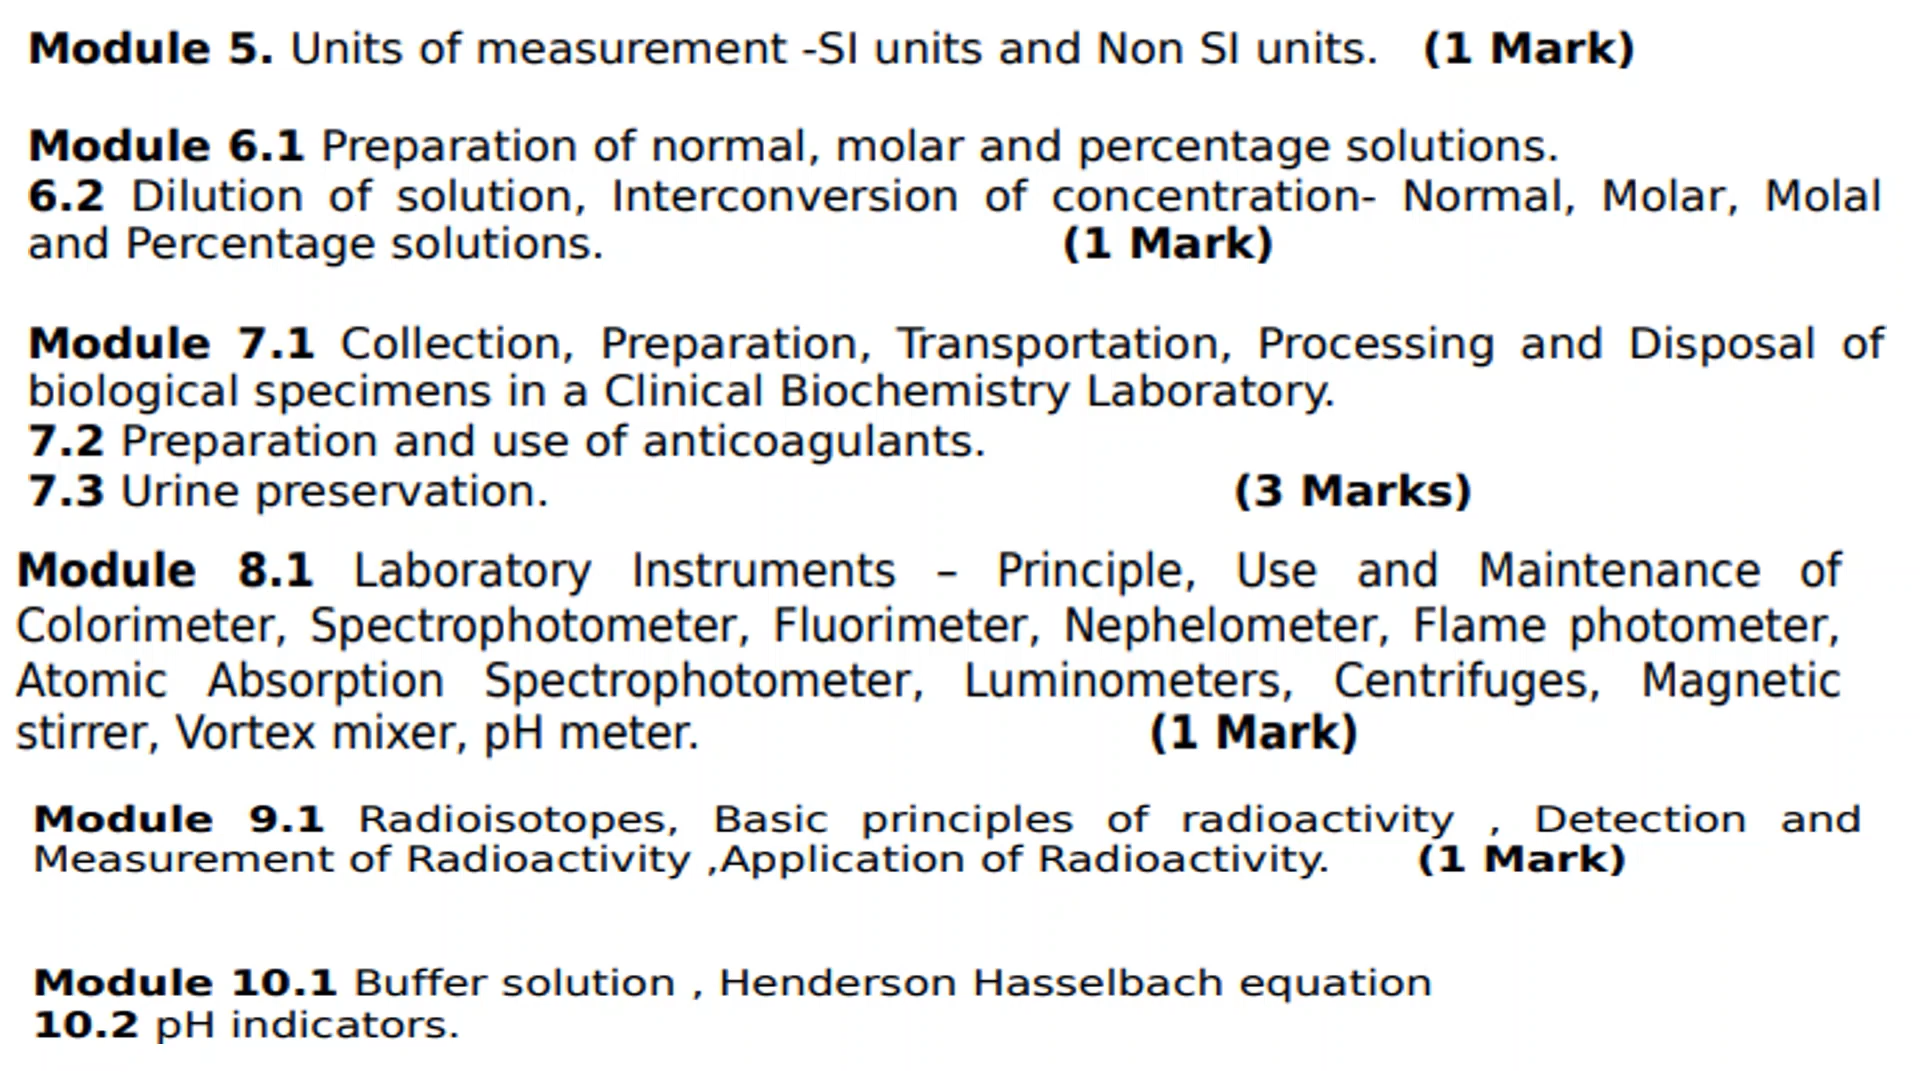 Module 5. Units of measurement -SI units and Non SI units. (1 Mark)
Module 6.1 Preparation of normal, molar and percentage solutions.
6.2 Dilution of solution, Interconversion of concentration- Normal, Molar, Molal
and Percentage solutions. (1 Mark)
Module 7.1 Collection, Preparation, Transportation, Processing and Disposal of
biological specimens in a Clinical Biochemistry Laboratory.
7.2 Preparation and use of anticoagulants.
7.3 Urine preservation. (3 Marks)
Module 8.1 Laboratory Instruments – Principle, Use and Maintenance of
Colorimeter, Spectrophotometer, Fluorimeter, Nephelometer, Flame photometer,
Atomic Absorption Spectrophotometer, Luminometers, Centrifuges, Magnetic
stirrer, Vortex mixer, pH meter. (1 Mark)
Module 9.1 Radioisotopes, Basic principles of radioactivity , Detection and
Measurement of Radioactivity ,Application of Radioactivity. (1 Mark)
Module 10.1 Buffer solution , Henderson Hasselbach equation
10.2 pH indicators.